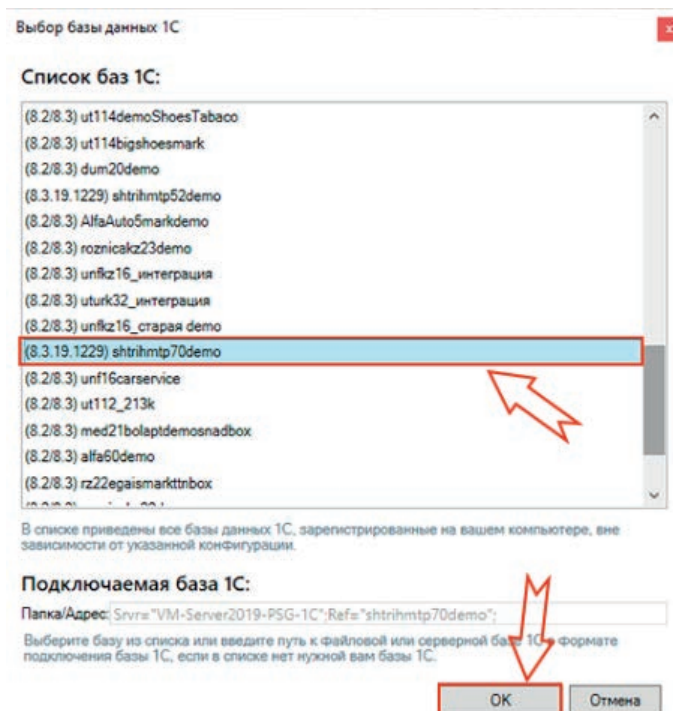 Выбор базы данных 1С
x
Список баз 1С:
(8.2/8.3) ut114demoShoesTabaco
(8.2/8.3) ut114bigshoesmark
(8.2/8.3) dum20demo
(8.3.19.1229) shtrihmtp52demo
(8.2/8.3) AlfaAuto5markdemo
(8.2/8.3) roznicakz23demo
(8.2/8.3) unfkz16_интеграция
(8.2/8.3) uturk32_интеграция
(8.2/8.3) unfkz16_старая demo
(8.3.19.1229) shtrihmtp70demo
(8.2/8.3) unf16carservice
(8.2/8.3) ut112_213k
(8.2/8.3) med21bolaptdemosnadbox
(8.2/8.3) alfa60demo
(8.2/8.3) rz22egaismarkttnbox
В списке приведены все базы данных 1С, зарегистрированные на вашем компьютере, вне
зависимости от указанной конфигурации.
Подключаемая база 1С:
Папка/Адрес: Srvr="VM-Server2019-PSG-1C";Ref="shtrihmtp70demo";
Выберите базу из списка или введите путь к файловой или серверной базе 1С в формате
подключения базы 1С, если в списке нет нужной вам базы 1С.
ОК Отмена